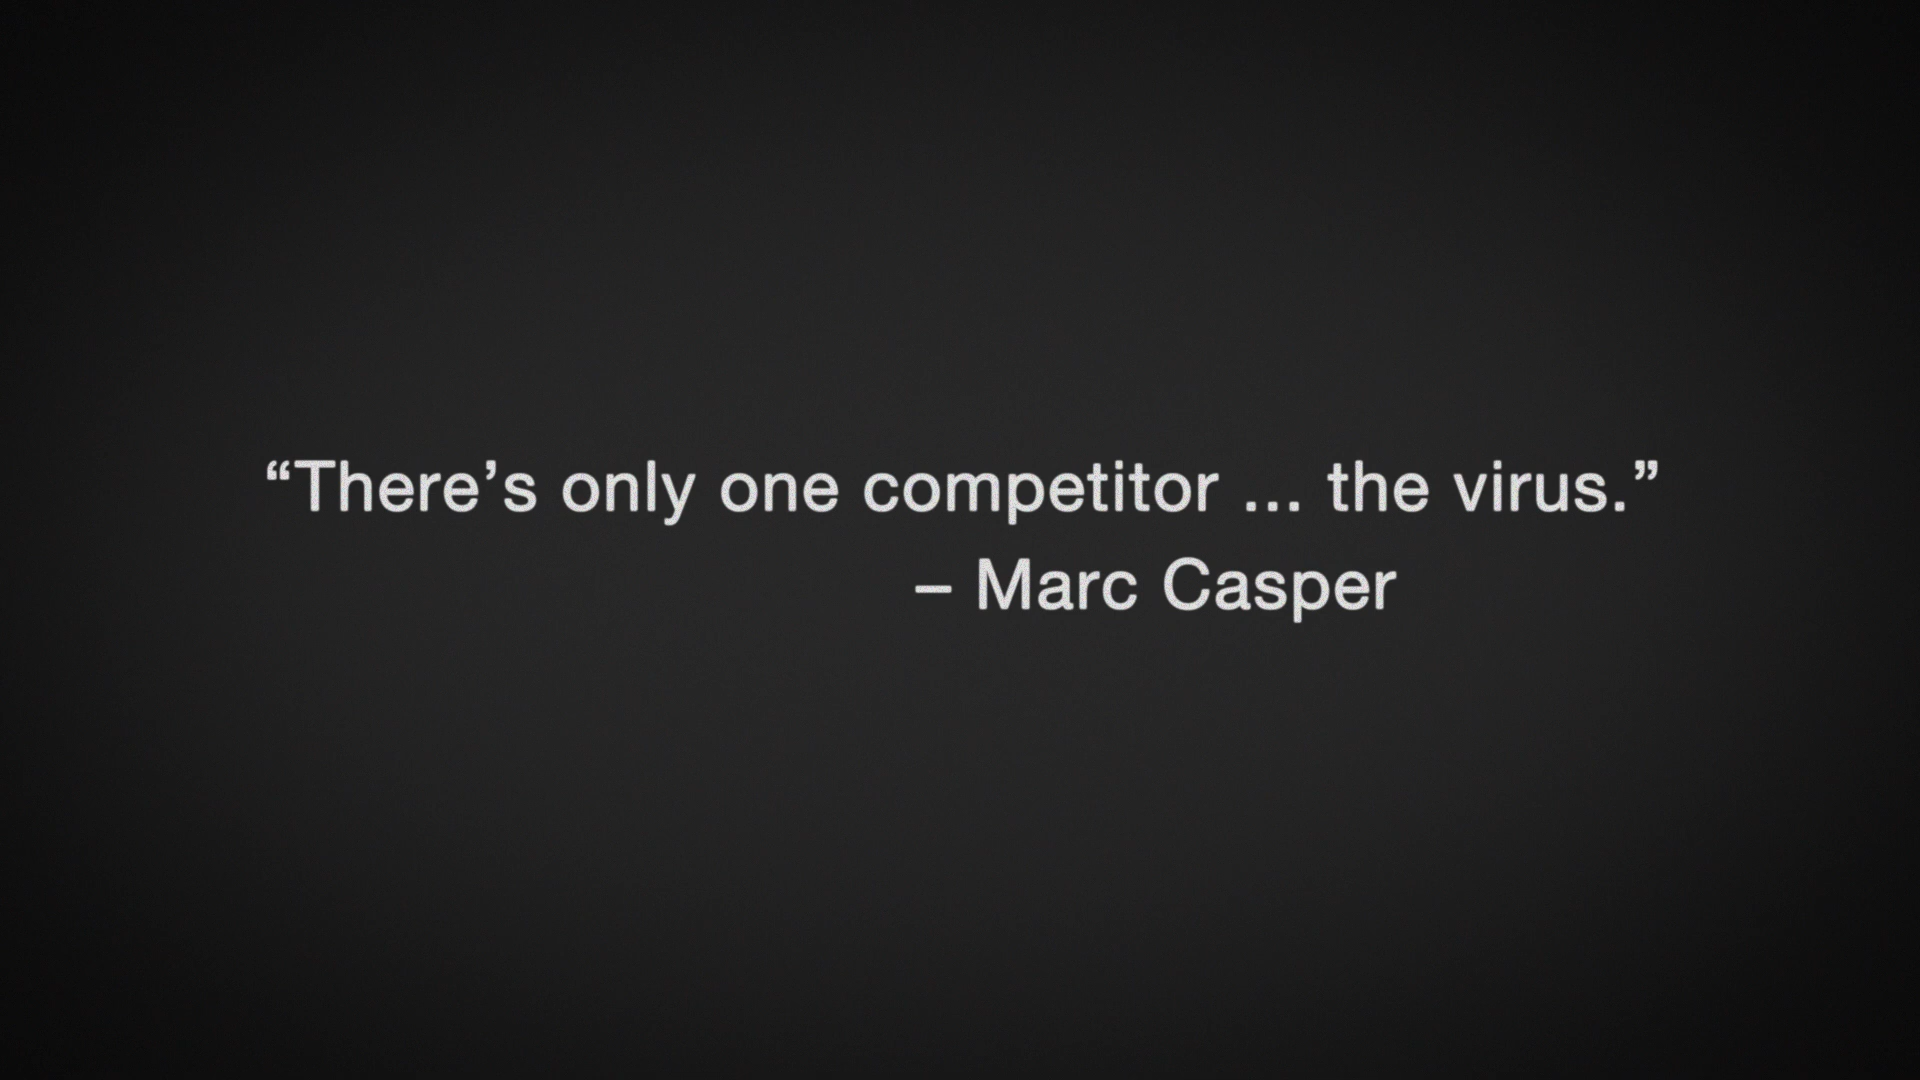 “There’s only one competitor ... the virus.”
– Marc Casper